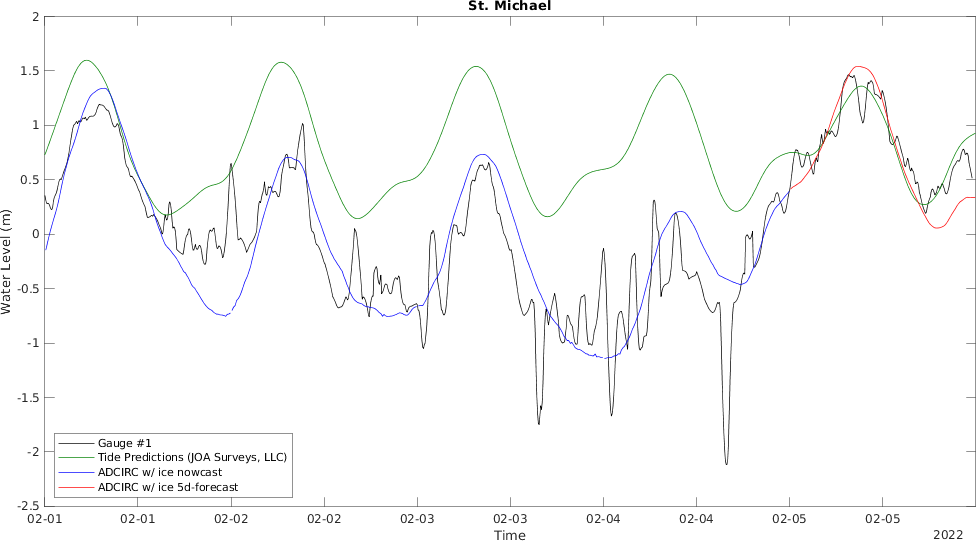 St. Michael
2
1.5
1
0.5
0
-0.5
-1
-1.5
-2
-2.5
Water Level (m)
Gauge #1
Tide Predictions (JOA Surveys, LLC)
ADCIRC w/ ice nowcast
ADCIRC w/ ice 5d-forecast
02-01 02-01 02-02 02-02 02-03 02-03 02-04 02-04 02-05 02-05
Time
2022